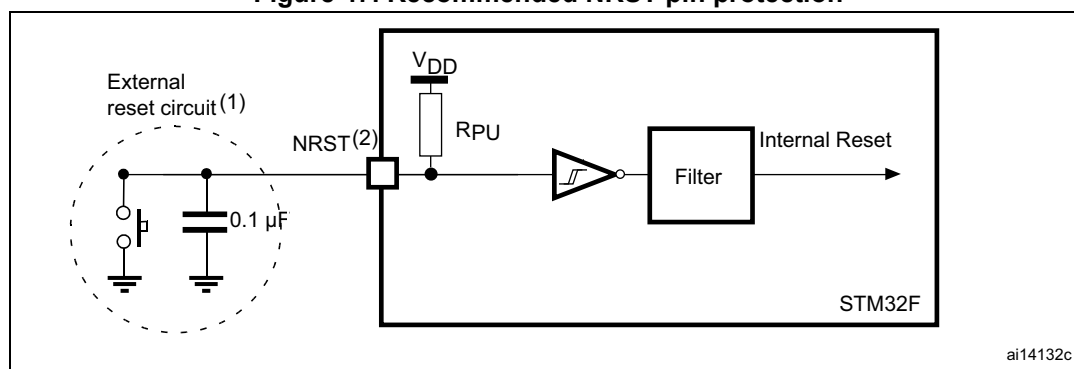 External
reset circuit(1)
VDD
RPU
NRST(2)
Internal Reset
Filter
0.1 μF
STM32F
ai14132c